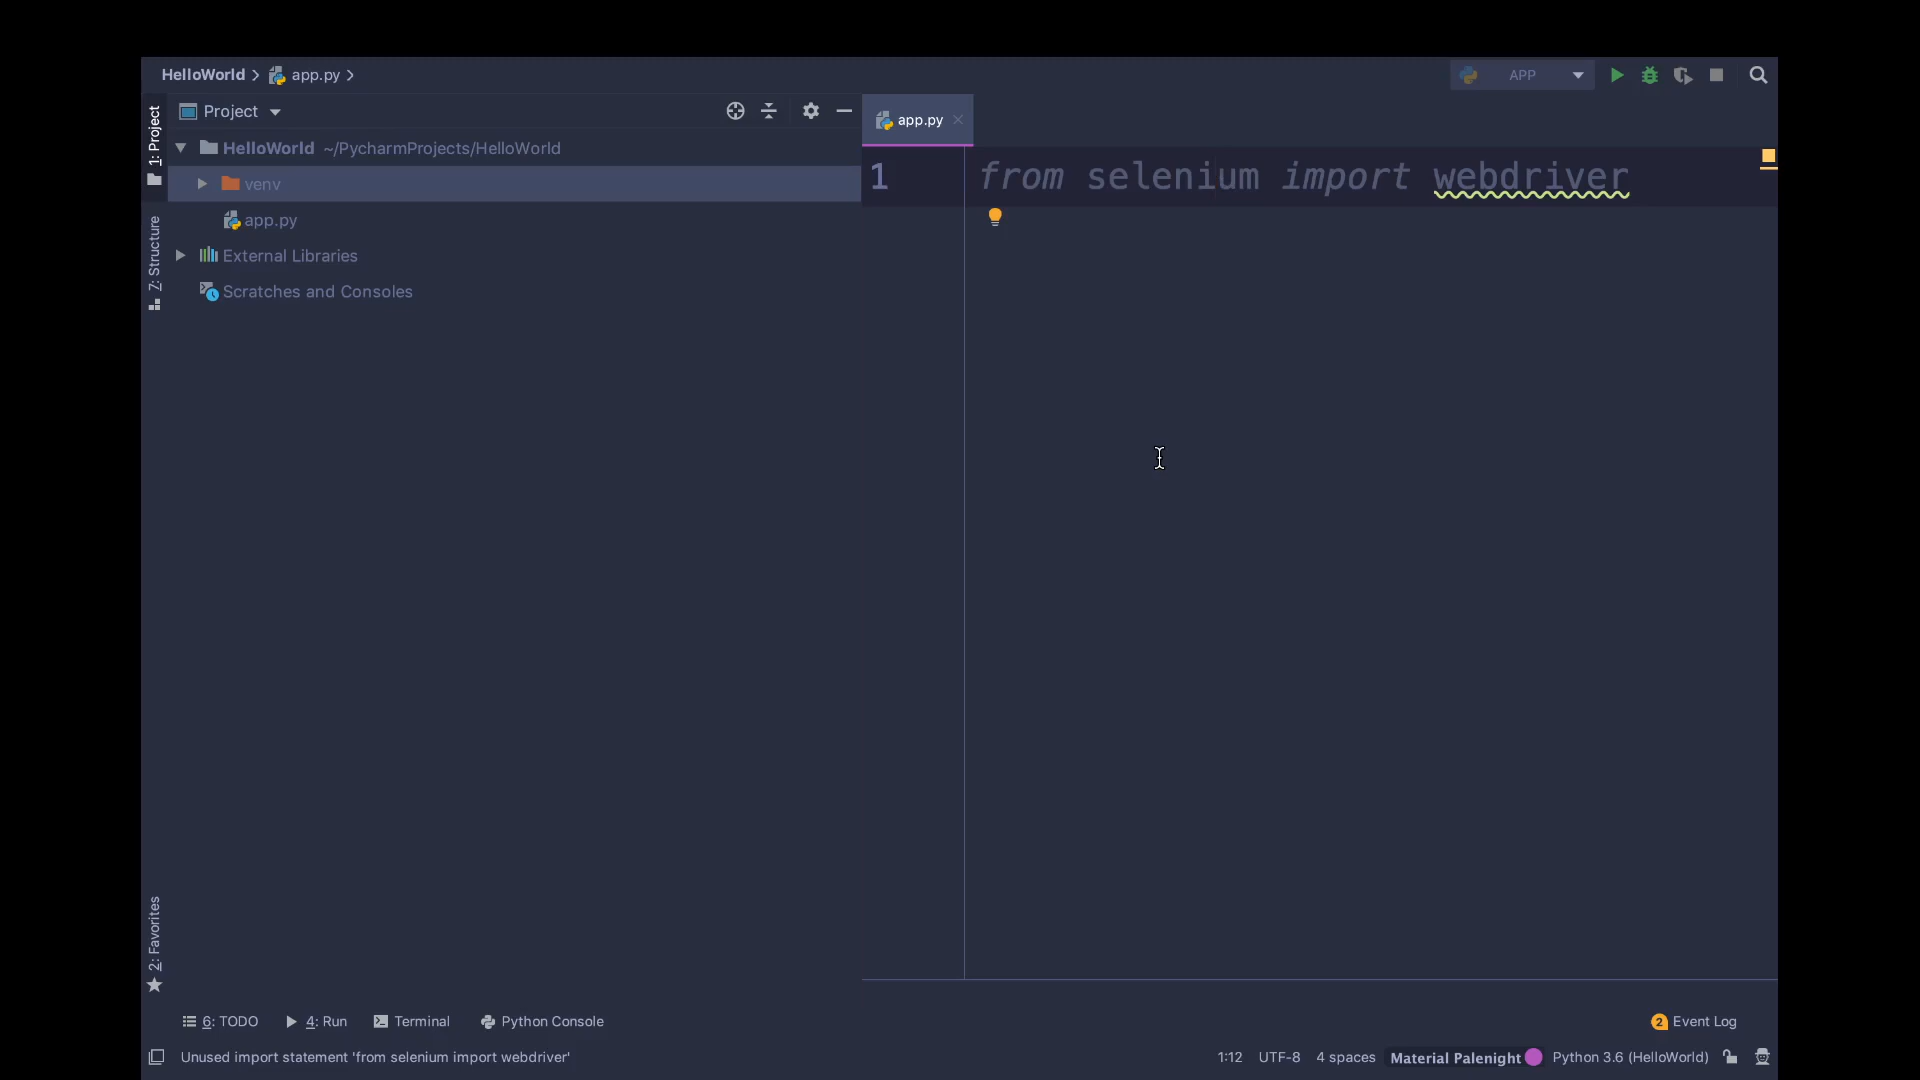 HelloWorld app.py
APP
Project
app.py
1: Project
HelloWorld ~/PycharmProjects/HelloWorld
venv
app.py
External Libraries
Scratches and Consoles
Z: Structure
1 from selenium import webdriver
2: Favorites
6: TODO 4: Run Terminal Python Console
2 Event Log
Unused import statement 'from selenium import webdriver'
1:12 UTF-8 4 spaces Material Palenight Python 3.6 (HelloWorld)